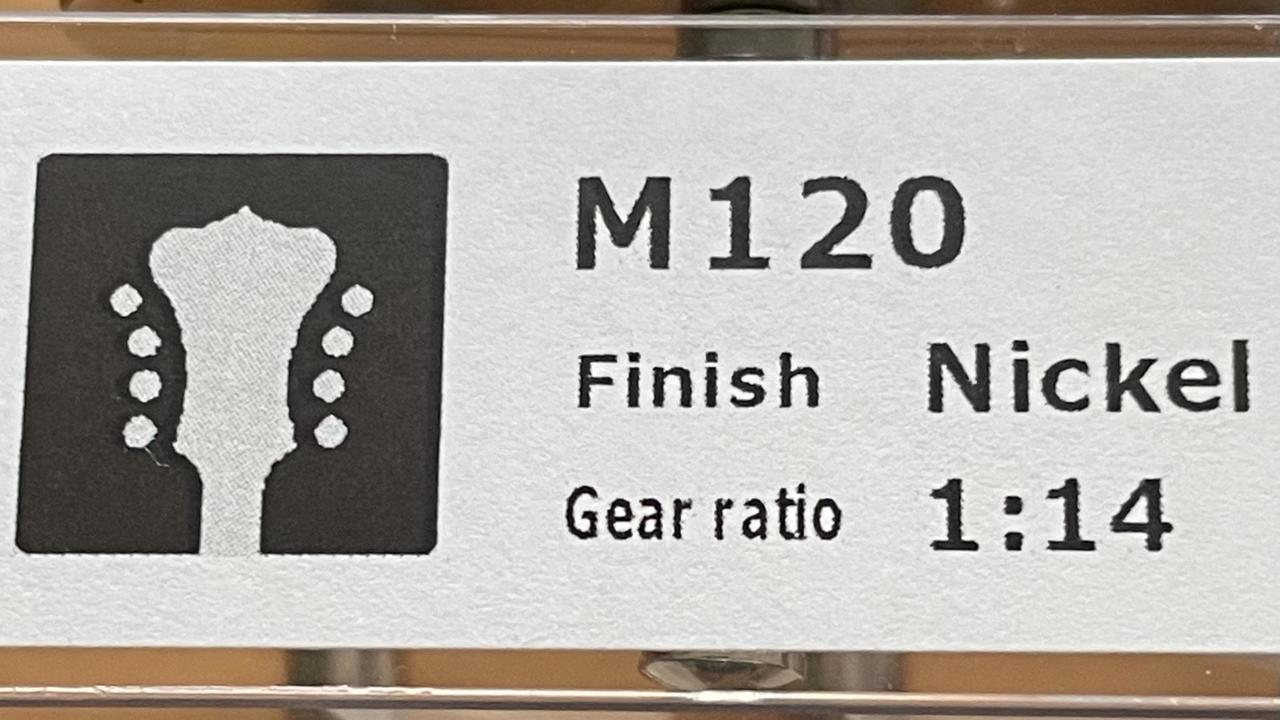 M120
Finish Nickel
Gear ratio 1:14